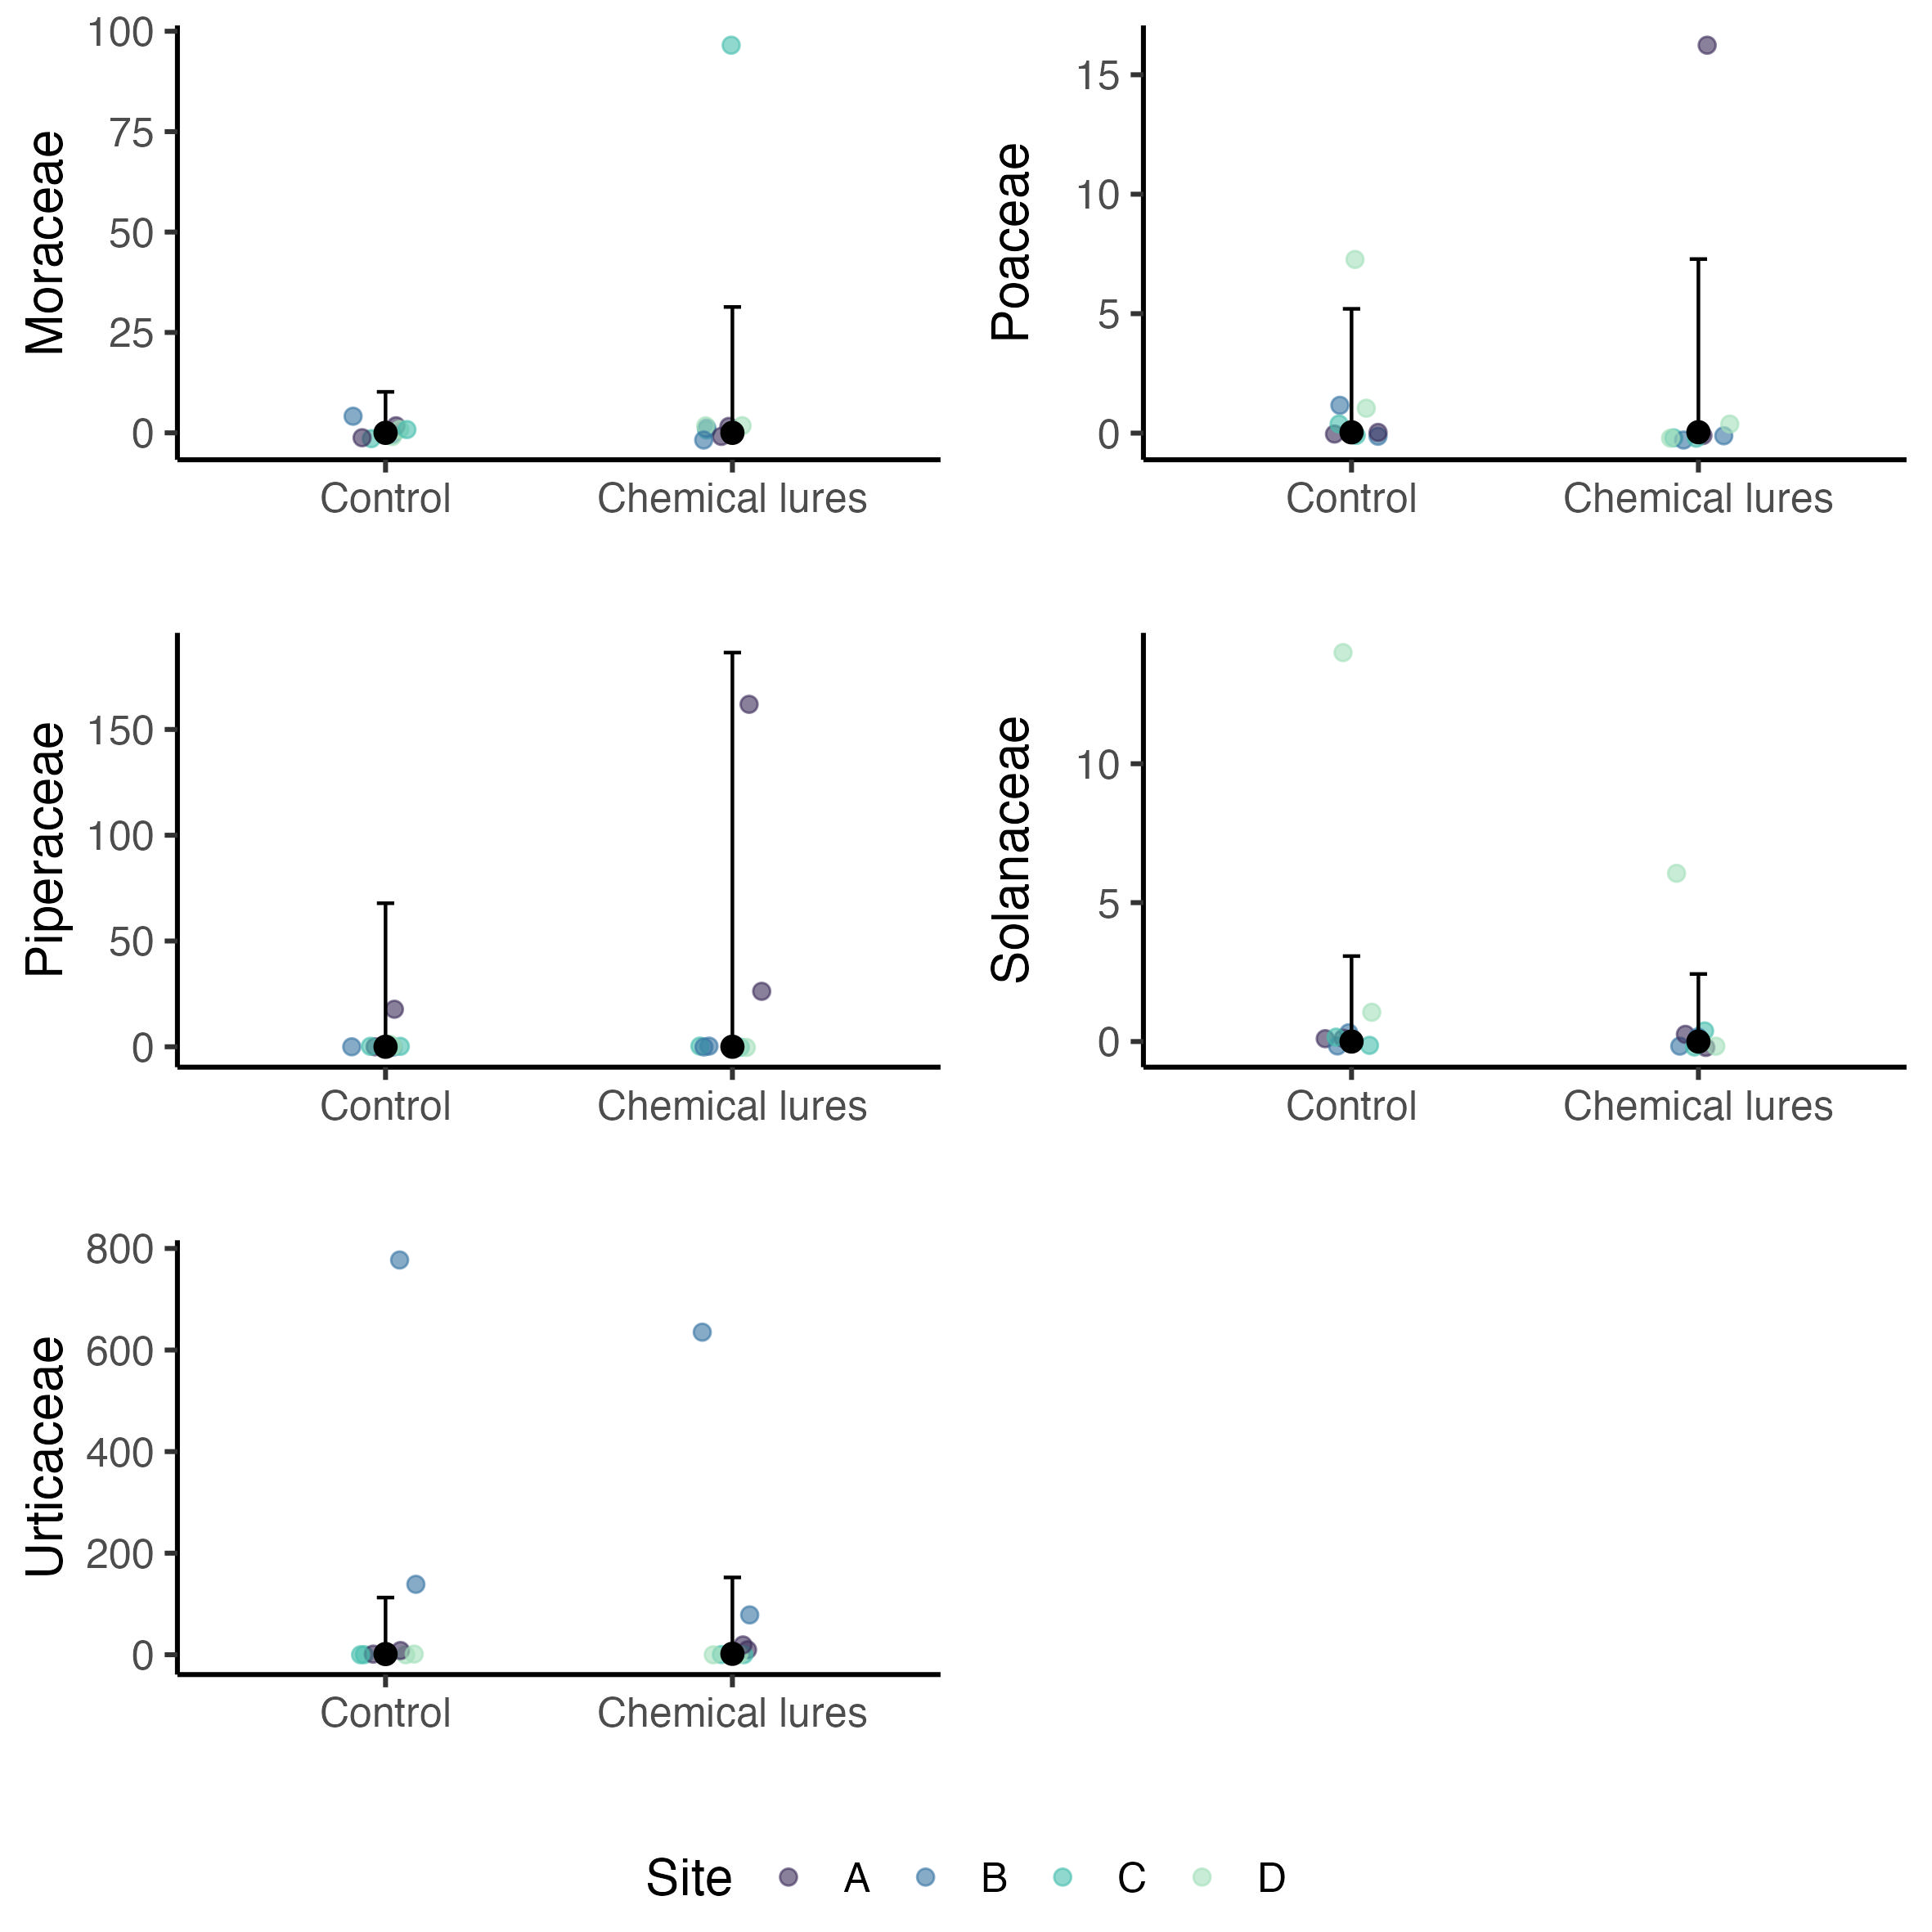 Moraceae
100
75
50
25
0
Control Chemical lures
Poaceae
15
10
5
0
Control Chemical lures
Piperaceae
150
100
50
0
Control Chemical lures
Solanaceae
10
5
0
Control Chemical lures
Urticaceae
800
600
400
200
0
Control Chemical lures
Site A B C D